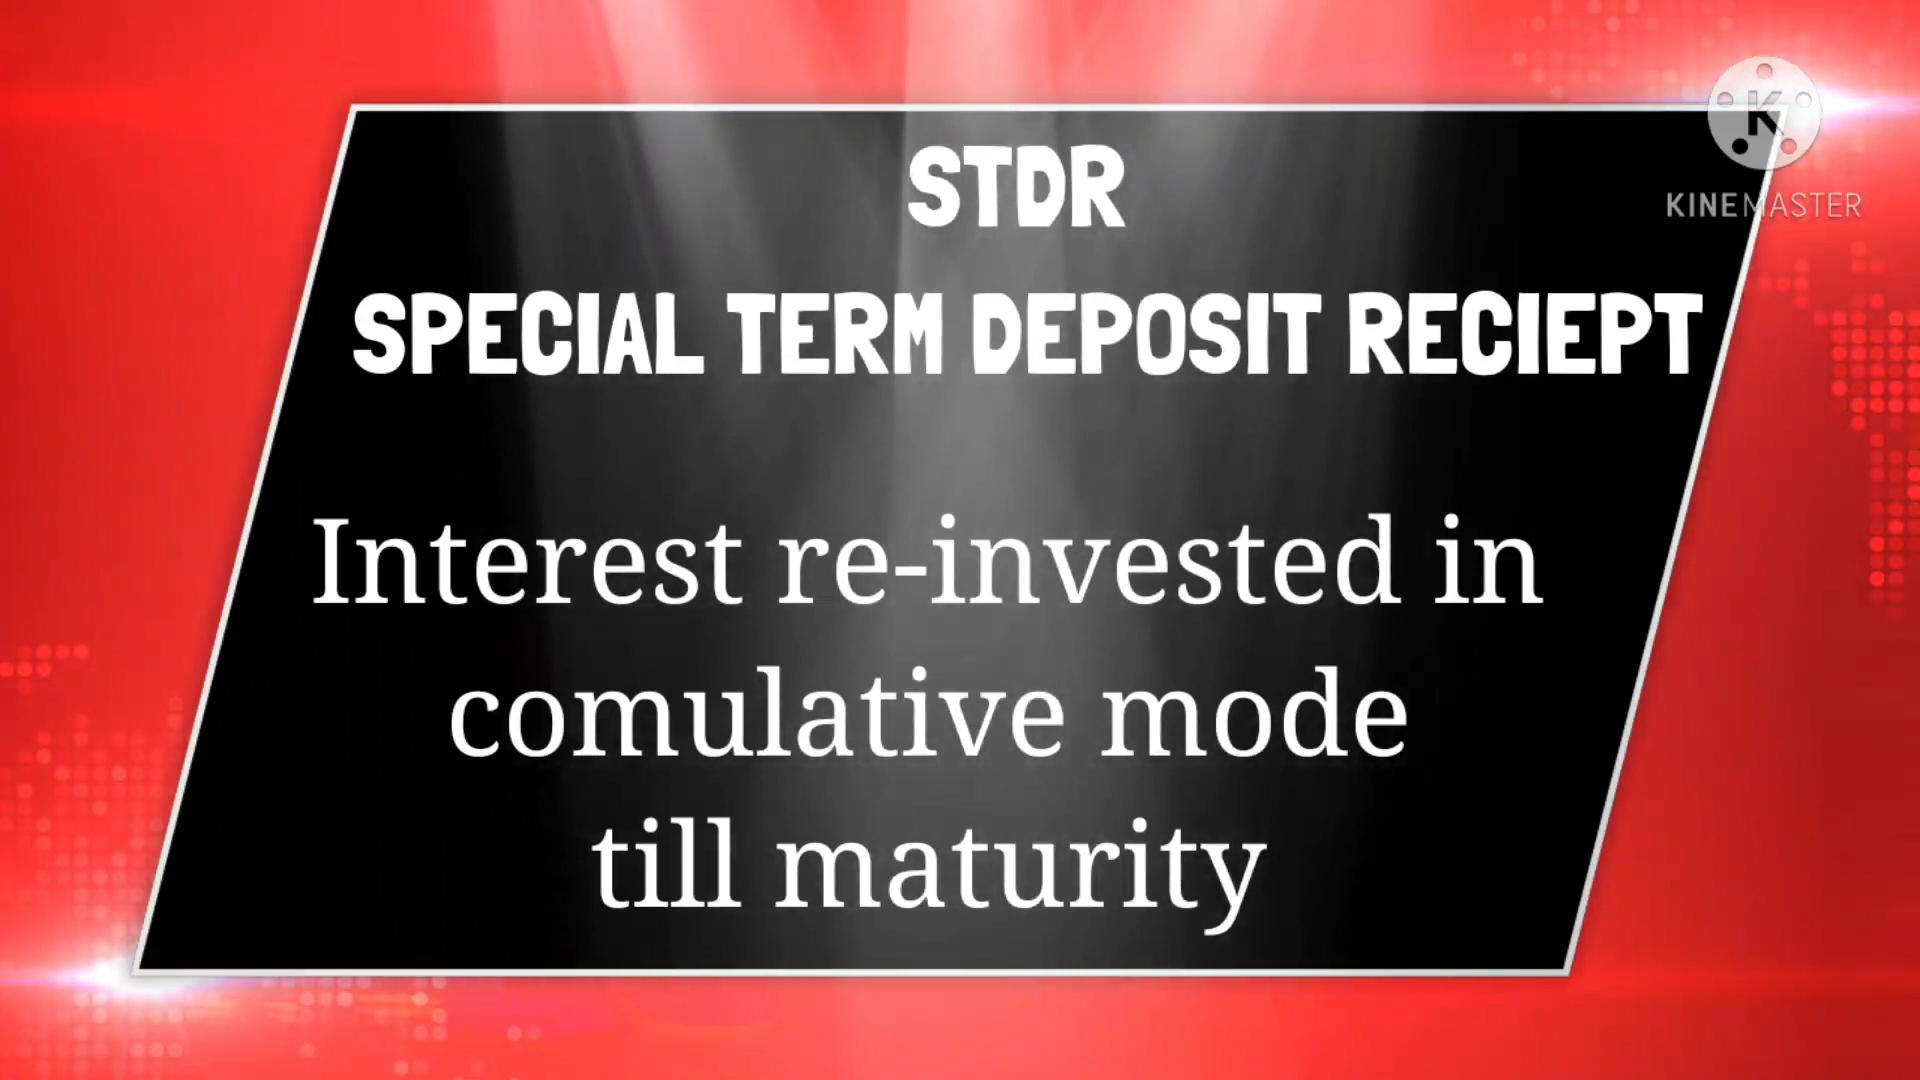 STDR
SPECIAL TERM DEPOSIT RECIEPT
K
KINEMASTER
Interest re-invested in
comulative mode
till maturity